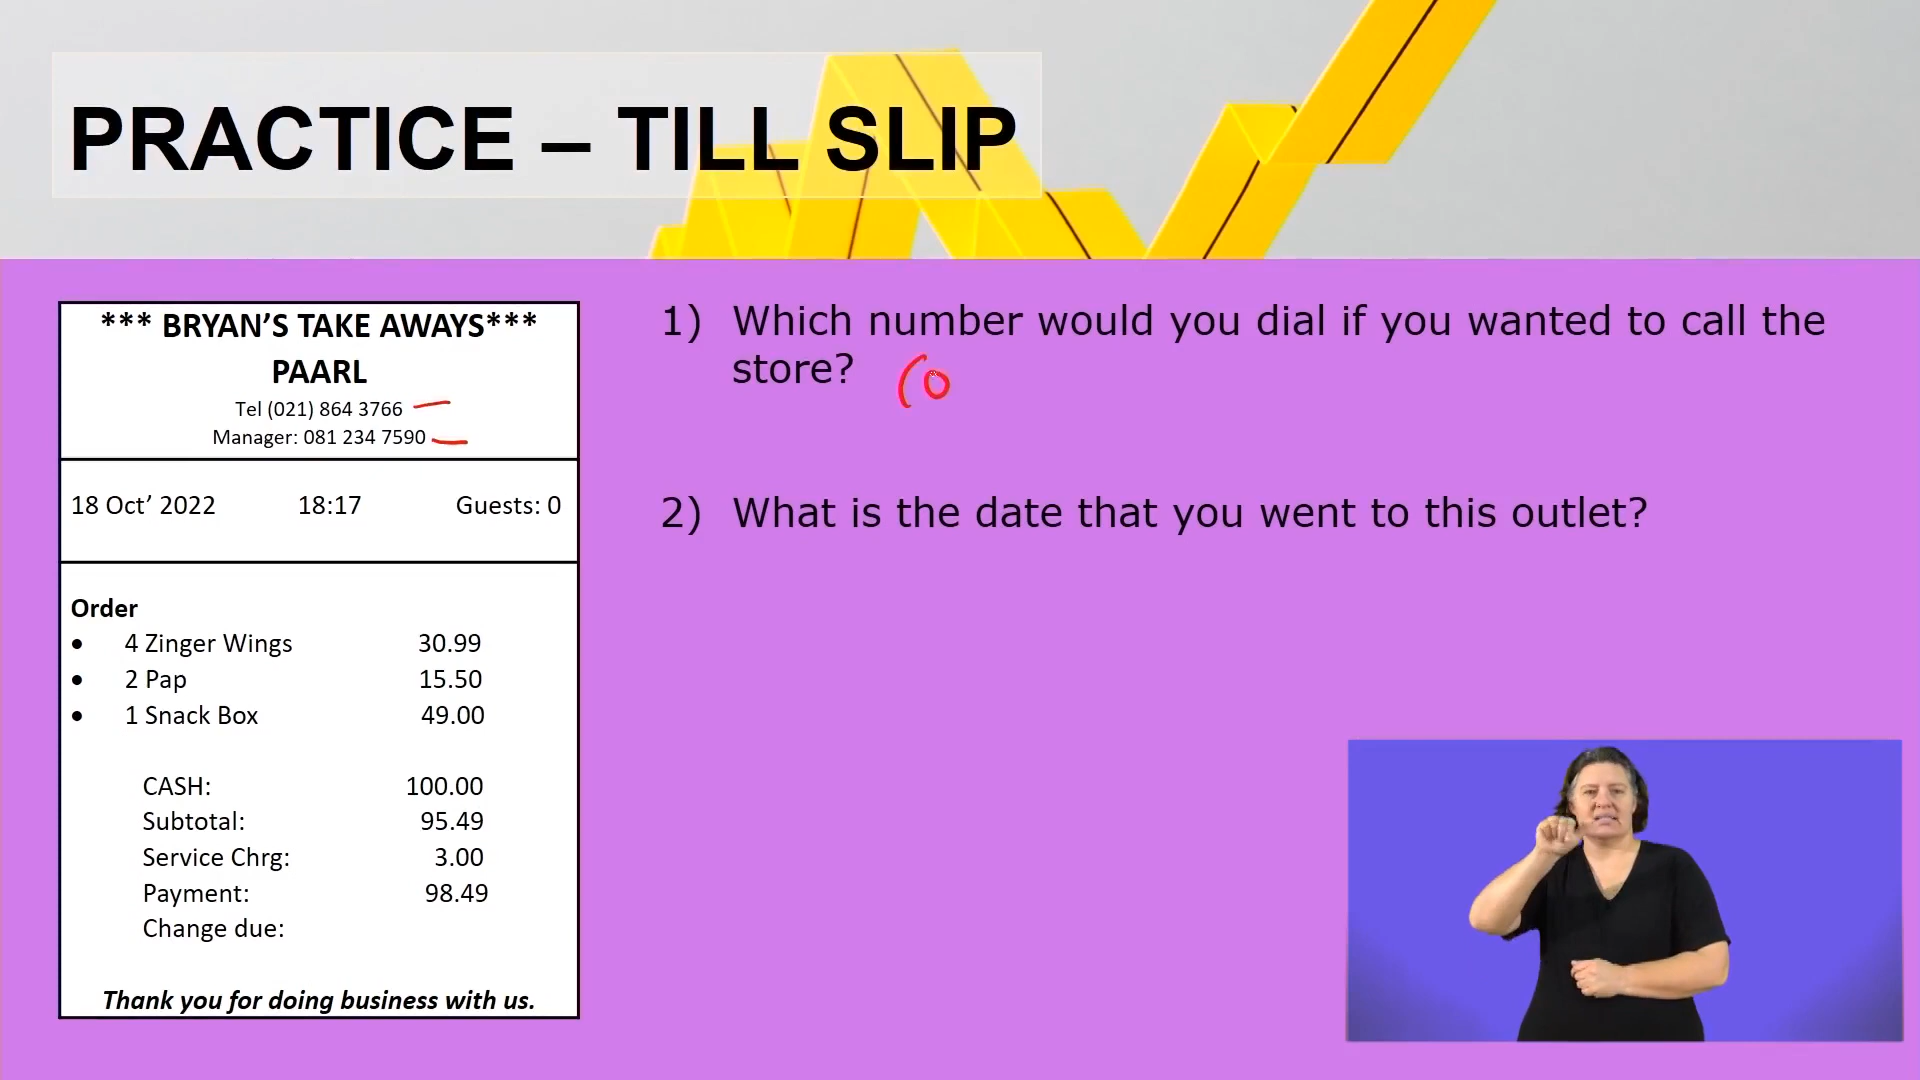 PRACTICE – TILL SLIP
*** BRYAN’S TAKE AWAYS***
PAARL
Tel (021) 864 3766
Manager: 081 234 7590
18 Oct’ 2022 18:17 Guests: 0
Order
• 4 Zinger Wings 30.99
• 2 Pap 15.50
• 1 Snack Box 49.00
CASH: 100.00
Subtotal: 95.49
Service Chrg: 3.00
Payment: 98.49
Change due:
Thank you for doing business with us.
1) Which number would you dial if you wanted to call the
store? (0
2) What is the date that you went to this outlet?